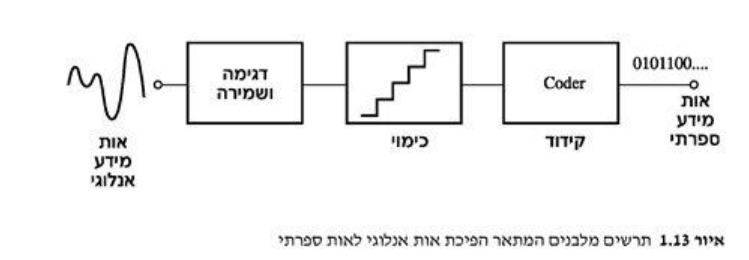 דגימה
ושמירה
Coder
0101100....
אות
מידע
אנלוגי
כימוי
קידוד
אות
מידע
ספרתי
איור 1.13 תרשים מלבנים המתאר הפיכת אות אנלוגי לאות ספרתי